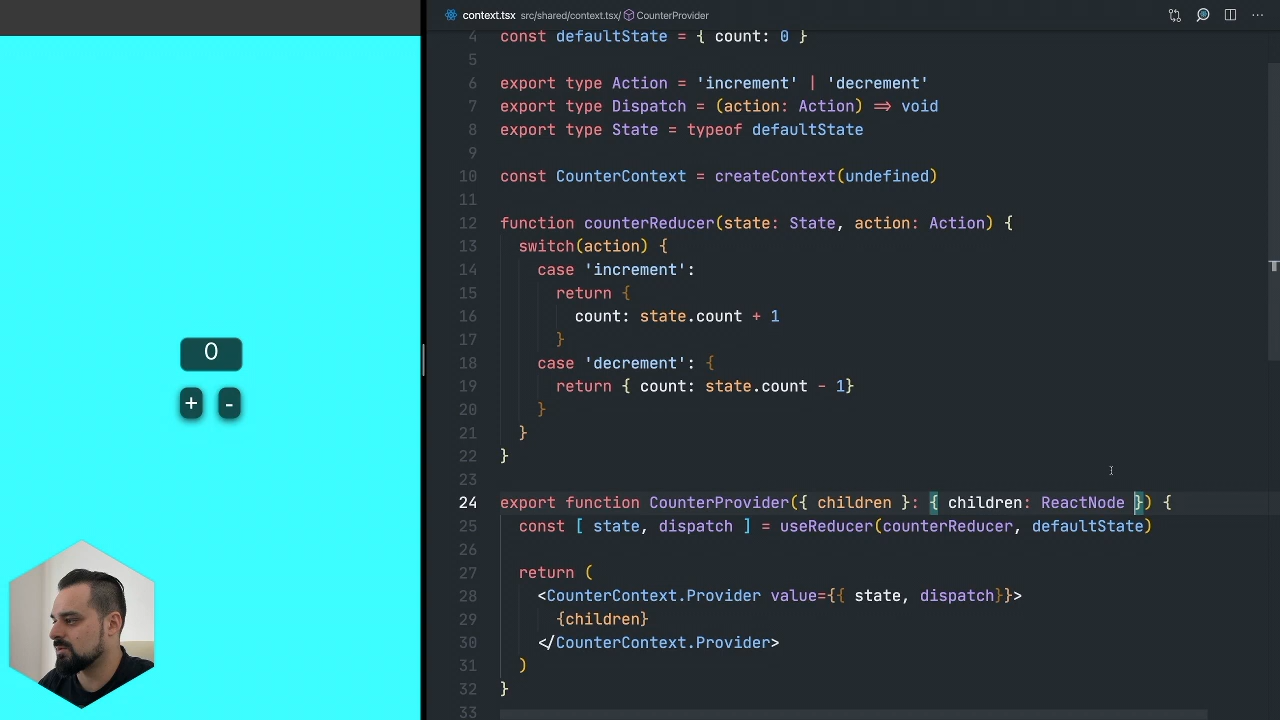 context.tsx src/shared/context.tsx/ CounterProvider
4 const defaultState = { count: 0 }
5
6 export type Action = 'increment' | 'decrement'
7 export type Dispatch = (action: Action) => void
8 export type State = typeof defaultState
9
10 const CounterContext = createContext(undefined)
11
12 function counterReducer(state: State, action: Action) {
13 switch(action) {
14 case 'increment':
15 return {
16 count: state.count + 1
17 }
18 case 'decrement': {
19 return { count: state.count - 1}
20 }
21 }
22 }
23
24 export function CounterProvider({ children }: { children: ReactNode }) {
25 const [ state, dispatch ] = useReducer(counterReducer, defaultState)
26
27 return (
28 <CounterContext.Provider value={{ state, dispatch}}>
29 {children}
30 </CounterContext.Provider>
31 )
32 }
33
0
+ -